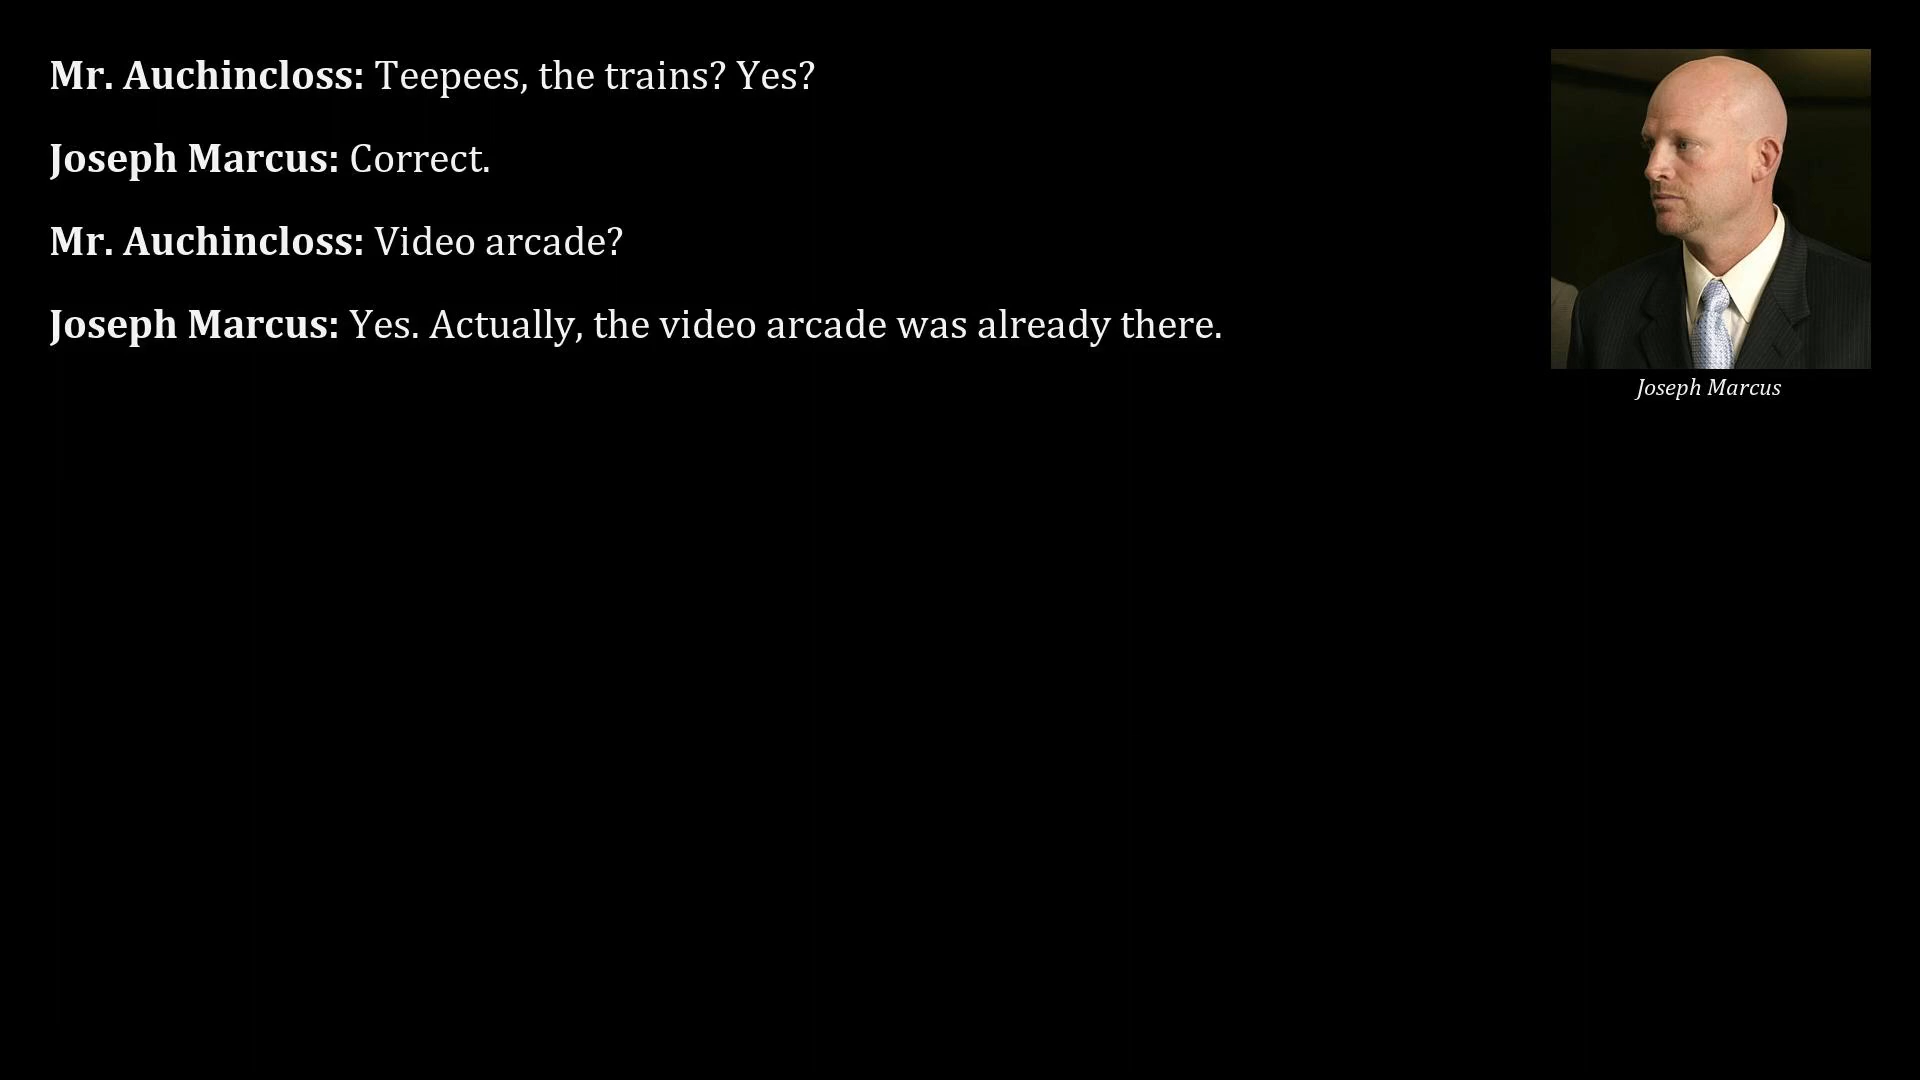 Mr. Auchincloss: Teepees, the trains? Yes?
Joseph Marcus: Correct.
Mr. Auchincloss: Video arcade?
Joseph Marcus: Yes. Actually, the video arcade was already there.
Joseph Marcus